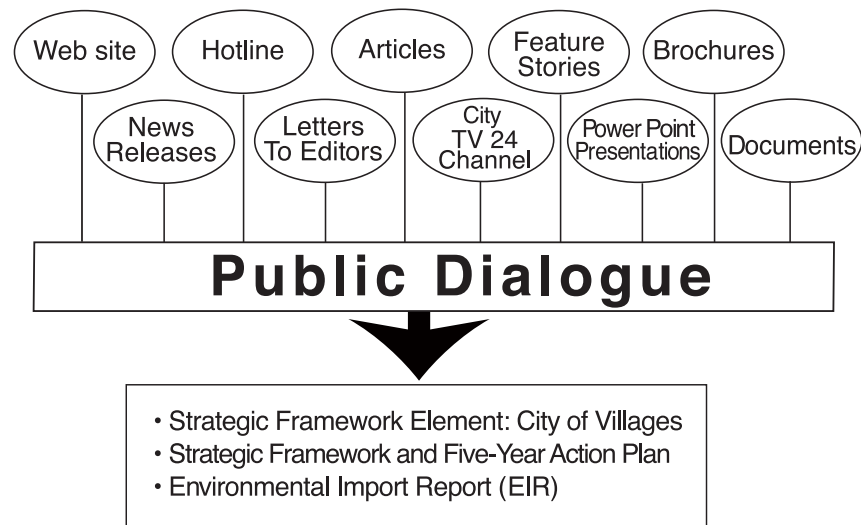 Web site
Hotline
Articles
Feature
Stories
Brochures
News
Releases
Letters
To Editors
City
TV 24
Channel
Power Point
Presentations
Documents
Public Dialogue
• Strategic Framework Element: City of Villages
• Strategic Framework and Five-Year Action Plan
• Environmental Import Report (EIR)